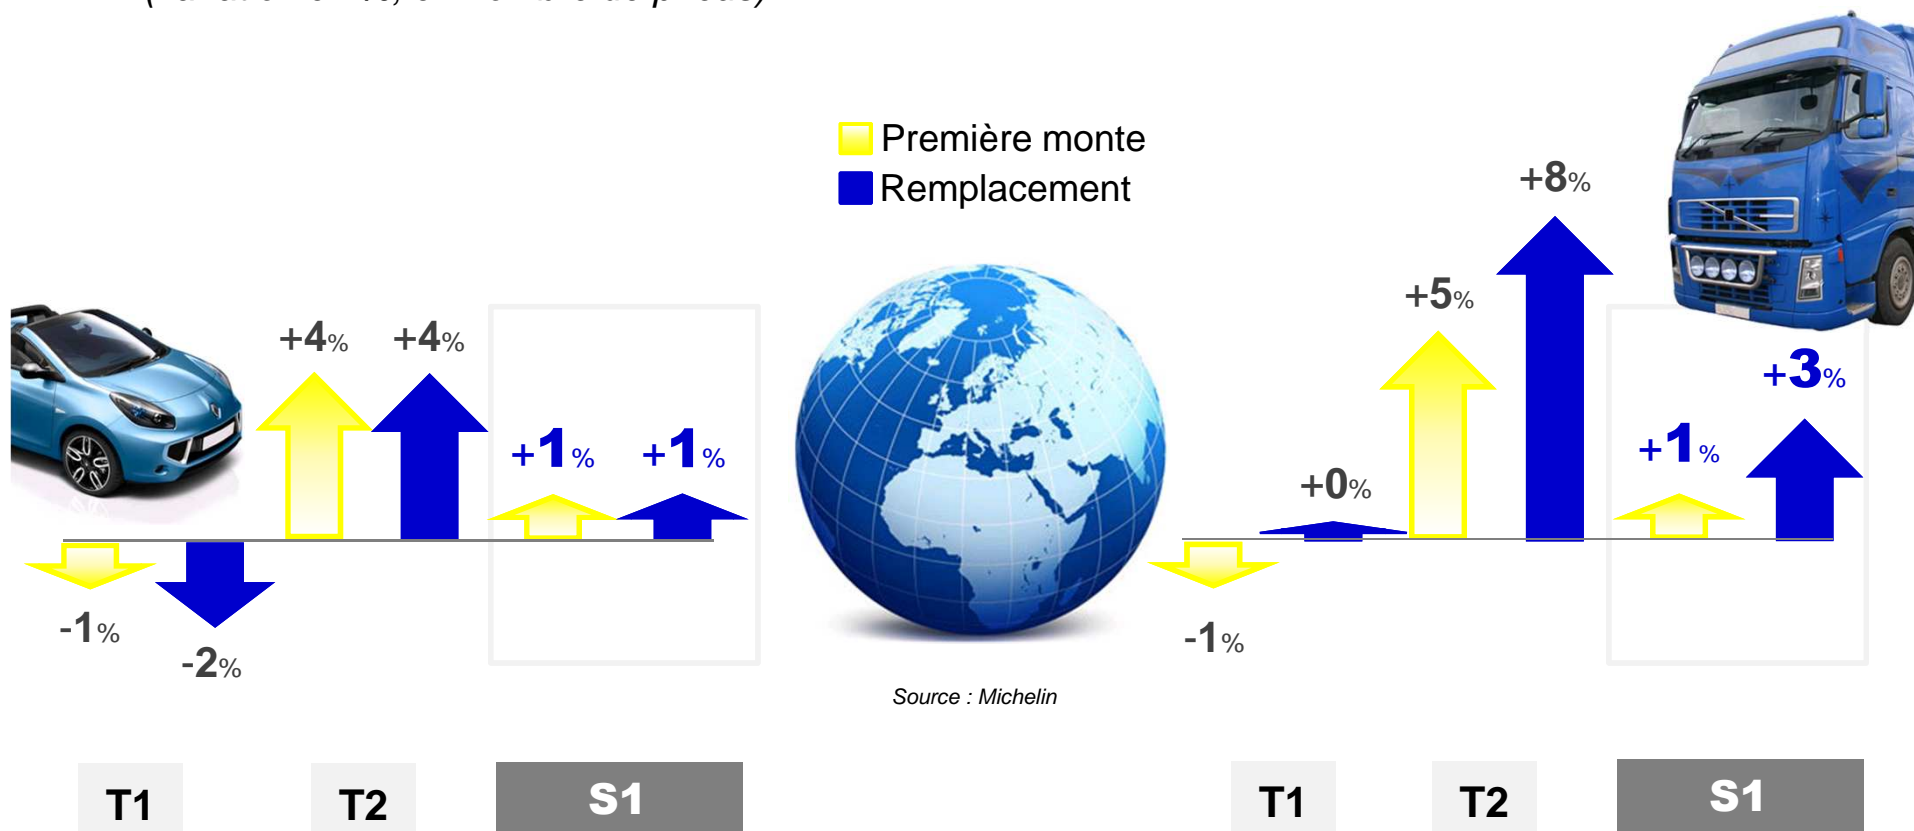 Première monte
Remplacement
+4%
+4%
+1%
+1%
-1%
-2%
+8%
+5%
+0%
+3%
+1%
-1%
Source : Michelin
T1
T2
S1
T1
T2
S1